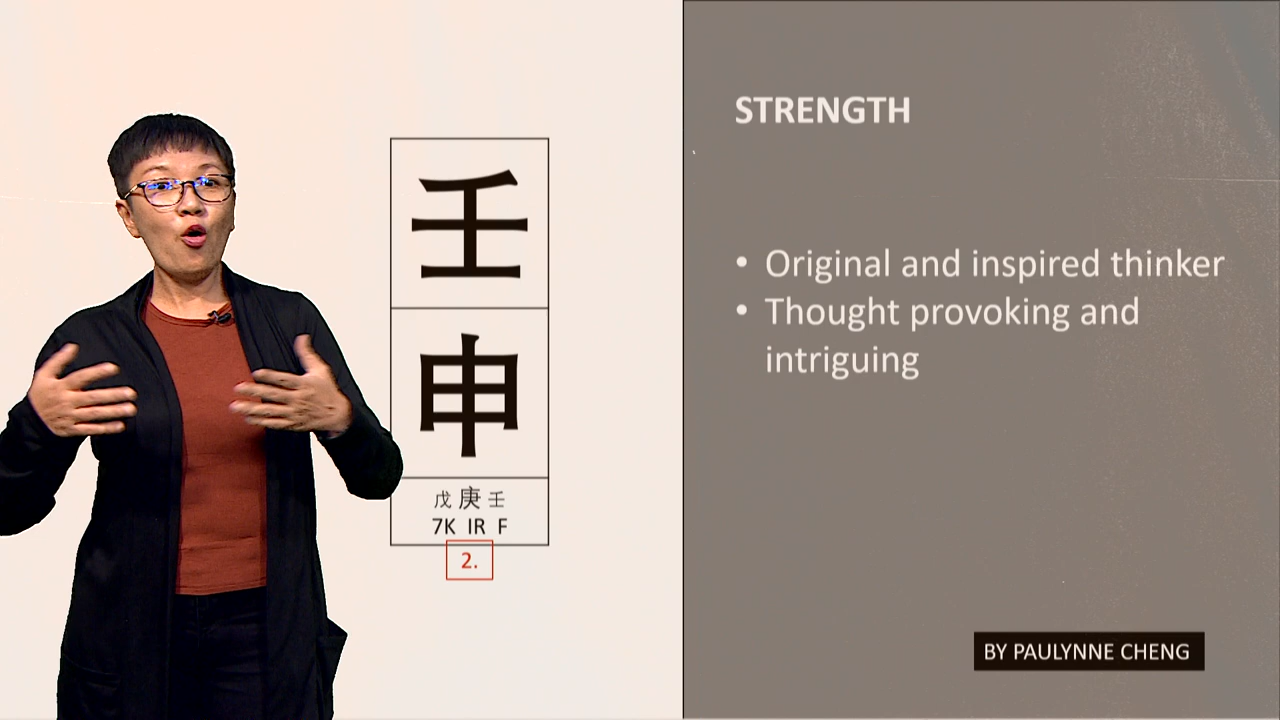 壬
申
戊 庚 壬
7K IR F
2.
STRENGTH
• Original and inspired thinker
• Thought provoking and
intriguing
BY PAULYNNE CHENG